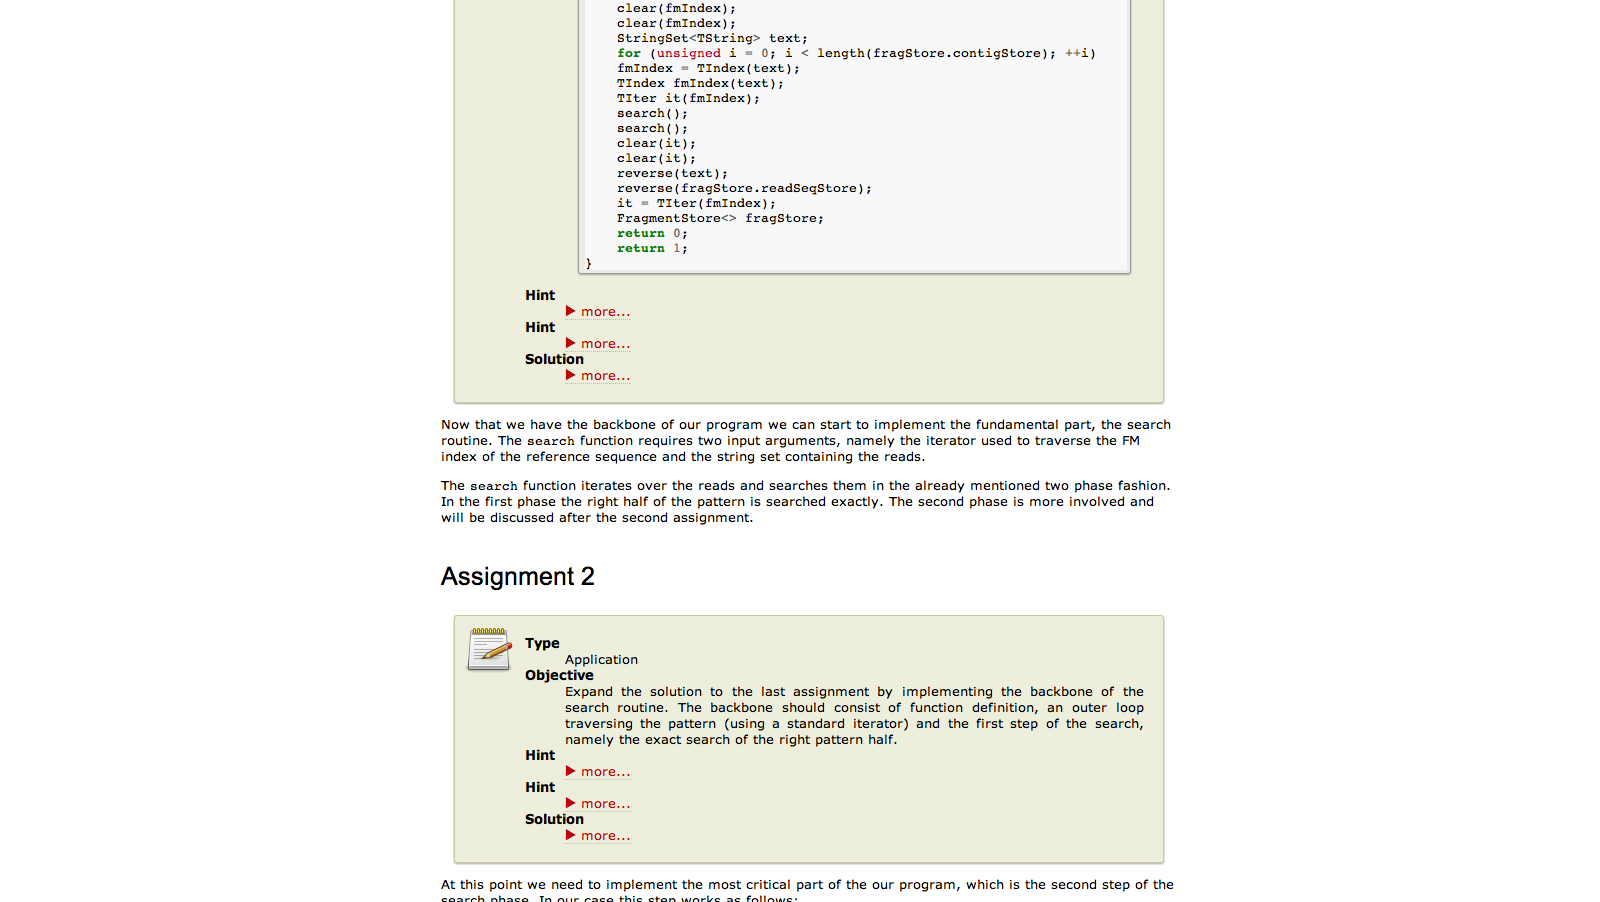 clear(fmIndex);
clear(fmIndex);
StringSet<TString> text;
for (unsigned i = 0; i < length(fragStore.contigStore); ++i)
fmIndex = TIndex(text);
TIndex fmIndex(text);
TIter it(fmIndex);
search();
search();
clear(it);
clear(it);
reverse(text);
reverse(fragStore.readSeqStore);
it = TIter(fmIndex);
FragmentStore<> fragStore;
return 0;
return 1;
}
Hint
more...
Hint
more...
Solution
more...
Now that we have the backbone of our program we can start to implement the fundamental part, the search
routine. The search function requires two input arguments, namely the iterator used to traverse the FM
index of the reference sequence and the string set containing the reads.
The search function iterates over the reads and searches them in the already mentioned two phase fashion.
In the first phase the right half of the pattern is searched exactly. The second phase is more involved and
will be discussed after the second assignment.
Assignment 2
Type
Application
Objective
Expand the solution to the last assignment by implementing the backbone of the
search routine. The backbone should consist of function definition, an outer loop
traversing the pattern (using a standard iterator) and the first step of the search,
namely the exact search of the right pattern half.
Hint
more...
Hint
more...
Solution
more...
At this point we need to implement the most critical part of the our program, which is the second step of the
search phase. In our case this step works as follows: